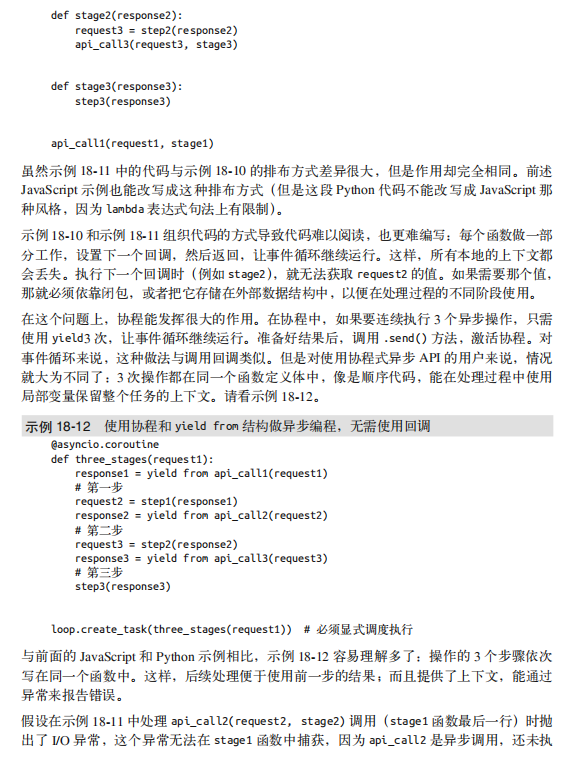 def stage2(response2):
    request3 = step2(response2)
    api_call3(request3, stage3)
def stage3(response3):
    step3(response3)
api_call1(request1, stage1)
虽然示例 18-11 中的代码与示例 18-10 的排布方式差异很大，但是作用却完全相同。前述
JavaScript 示例也能改写成这种排布方式（但是这段 Python 代码不能改写成 JavaScript 那
种风格，因为 lambda 表达式句法上有限制）。
示例 18-10 和示例 18-11 组织代码的方式导致代码难以阅读，也更难编写：每个函数做一部
分工作，设置下一个回调，然后返回，让事件循环继续运行。这样，所有本地的上下文都
会丢失。执行下一个回调时（例如 stage2），就无法获取 request2 的值。如果需要那个值，
那就必须依靠闭包，或者把它存储在外部数据结构中，以便在处理过程的不同阶段使用。
在这个问题上，协程能发挥很大的作用。在协程中，如果要连续执行 3 个异步操作，只需
使用 yield3 次，让事件循环继续运行。准备好结果后，调用 .send() 方法，激活协程。对
事件循环来说，这种做法与调用回调类似。但是对使用协程式异步 API 的用户来说，情况
就大为不同了：3 次操作都在同一个函数定义体中，像是顺序代码，能在处理过程中使用
局部变量保留整个任务的上下文。请看示例 18-12。
示例 18-12 使用协程和 yield from 结构做异步编程，无需使用回调
@asyncio.coroutine
def three_stages(request1):
    response1 = yield from api_call1(request1)
    # 第一步
    request2 = step1(response1)
    response2 = yield from api_call2(request2)
    # 第二步
    request3 = step2(response2)
    response3 = yield from api_call3(request3)
    # 第三步
    step3(response3)
loop.create_task(three_stages(request1)) # 必须显式调度执行
与前面的 JavaScript 和 Python 示例相比，示例 18-12 容易理解多了：操作的 3 个步骤依次
写在同一个函数中。这样，后续处理便于使用前一步的结果；而且提供了上下文，能通过
异常来报告错误。
假设在示例 18-11 中处理 api_call2(request2, stage2) 调用（stage1 函数最后一行）时抛
出了 I/O 异常，这个异常无法在 stage1 函数中捕获，因为 api_call2 是异步调用，还未执